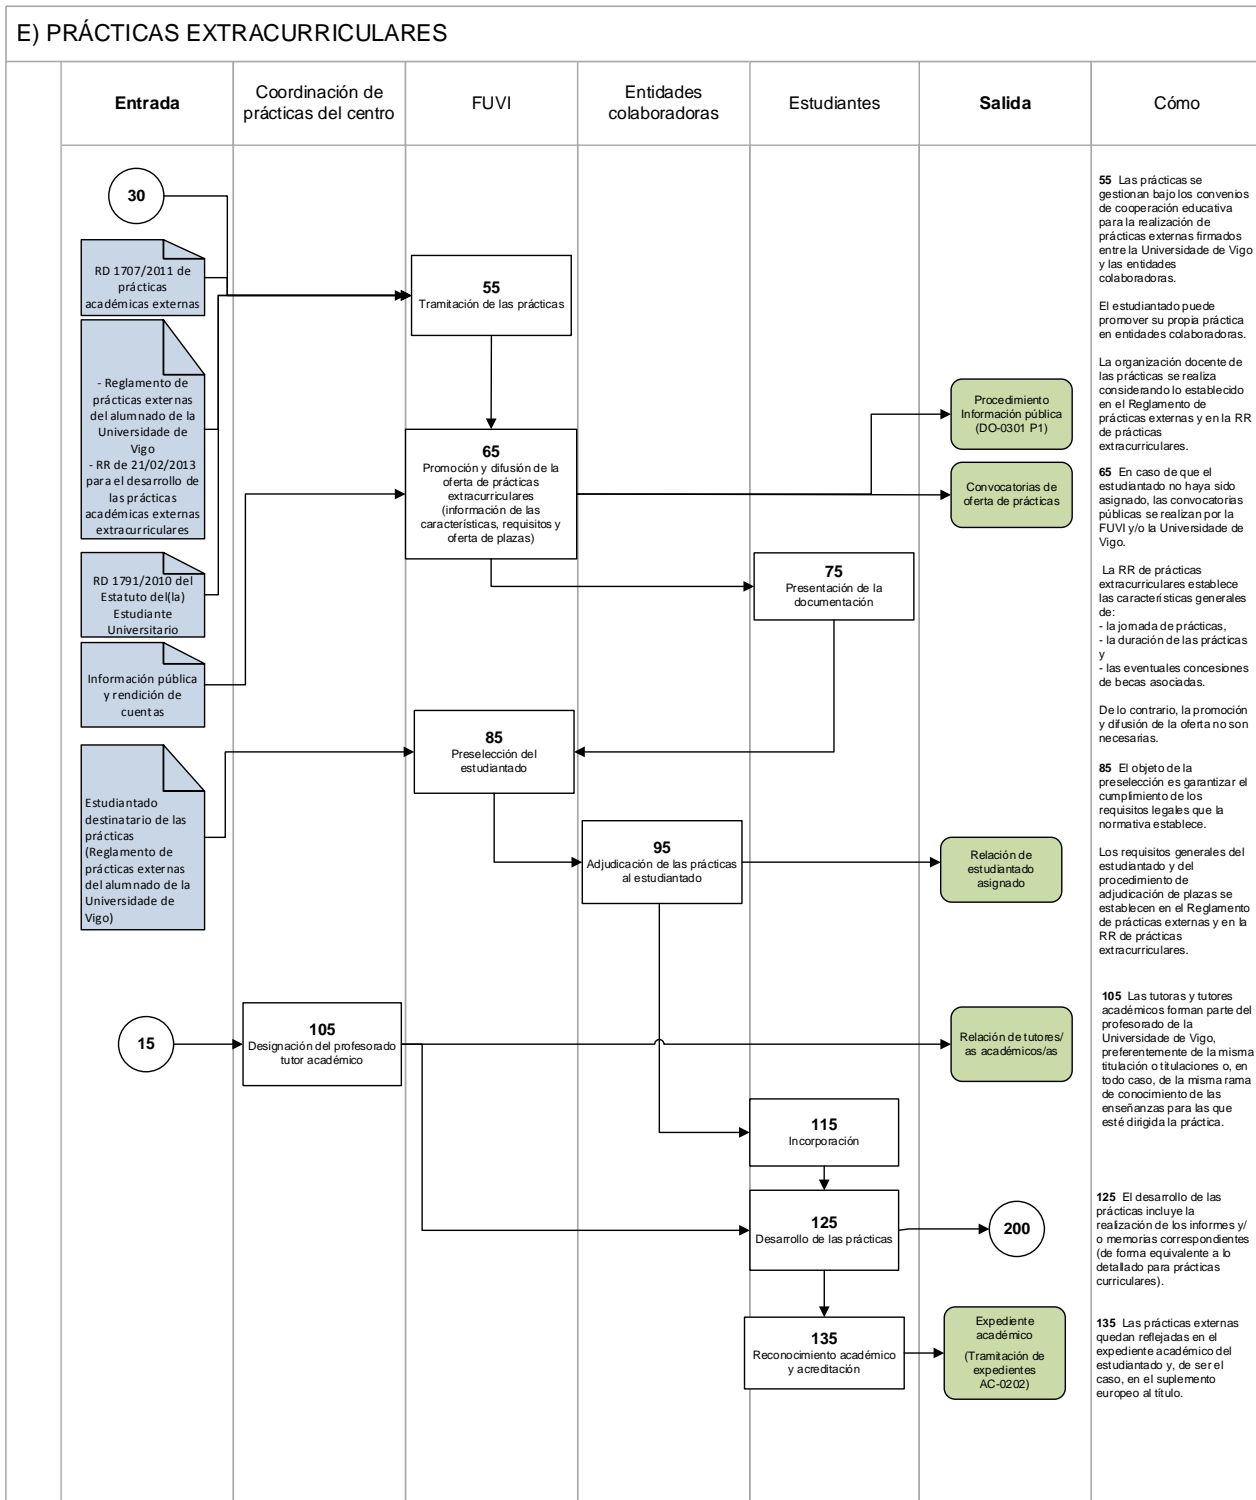 E) PRÁCTICAS EXTRACURRICULARES
Entrada
Coordinación de
prácticas del centro
FUVI
Entidades
colaboradoras
Estudiantes
Salida
Cómo
30
RD 1707/2011 de
prácticas
académicas externas
- Reglamento de
prácticas externas
del alumnado de la
Universidade de
Vigo
- RR de 21/02/2013
para el desarrollo de
las prácticas
académicas externas
extracurriculares
RD 1791/2010 del
Estatuto del(la)
Estudiante
Universitario
Información pública
y rendición de
cuentas
Estudiantado
destinatario de las
prácticas
(Reglamento de
prácticas externas
del alumnado de la
Universidade de
Vigo)
15
105
Designación del profesorado
tutor académico
55
Tramitación de las prácticas
65
Promoción y difusión de la
oferta de prácticas
extracurriculares
(información de las
características, requisitos y
oferta de plazas)
75
Presentación de la
documentación
85
Preselección del
estudiantado
95
Adjudicación de las prácticas
al estudiantado
115
Incorporación
125
Desarrollo de las prácticas
135
Reconocimiento académico
y acreditación
Procedimiento
Información pública
(DO-0301 P1)
Convocatorias de
oferta de prácticas
Relación de
estudiantado
asignado
Relación de tutores/
as académicos/as
200
Expediente
académico
(Tramitación de
expedientes
AC-0202)
55 Las prácticas se
gestionan bajo los convenios
de cooperación educativa
para la realización de
prácticas externas firmados
entre la Universidade de Vigo
y las entidades
colaboradoras.
El estudiantado puede
promover su propia práctica
en entidades colaboradoras.
La organización docente de
las prácticas se realiza
considerando lo establecido
en el Reglamento de
prácticas externas y en la RR
de prácticas
extracurriculares.
65 En caso de que el
estudiantado no haya sido
asignado, las convocatorias
públicas se realizan por la
FUVI y/o la Universidade de
Vigo.
La RR de prácticas
extracurriculares establece
las características generales
de:
- la jornada de prácticas,
- la duración de las prácticas
y
- las eventuales concesiones
de becas asociadas.
De lo contrario, la promoción
y difusión de la oferta no son
necesarias.
85 El objeto de la
preselección es garantizar el
cumplimiento de los
requisitos legales que la
normativa establece.
Los requisitos generales del
estudiantado y del
procedimiento de
adjudicación de plazas se
establecen en el Reglamento
de prácticas externas y en la
RR de prácticas
extracurriculares.
105 Las tutoras y tutores
académicos forman parte del
profesorado de la
Universidade de Vigo,
preferentemente de la misma
titulación o titulaciones o, en
todo caso, de la misma rama
de conocimiento de las
enseñanzas para las que
esté dirigida la práctica.
125 El desarrollo de las
prácticas incluye la
realización de los informes y/
o memorias correspondientes
(de forma equivalente a lo
detallado para prácticas
curriculares).
135 Las prácticas externas
quedan reflejadas en el
expediente académico del
estudiantado y, de ser el
caso, en el suplemento
europeo al título.